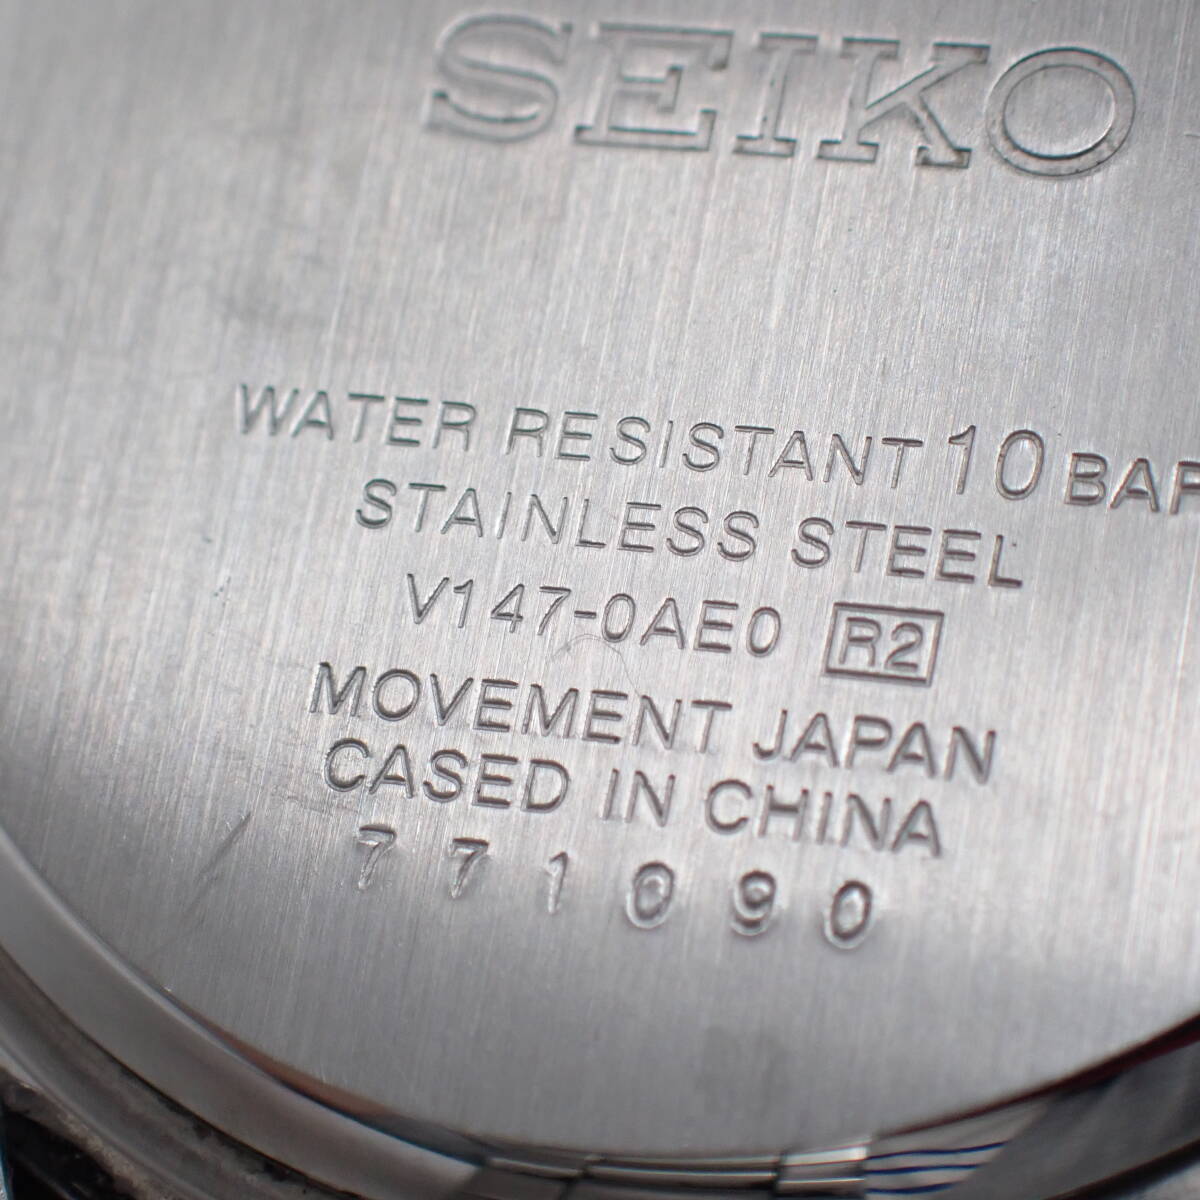 SEIKO
WATER RESISTANT 10 BAR
STAINLESS STEEL
V147-0AE0 R2
MOVEMENT JAPAN
CASED IN CHINA
771090